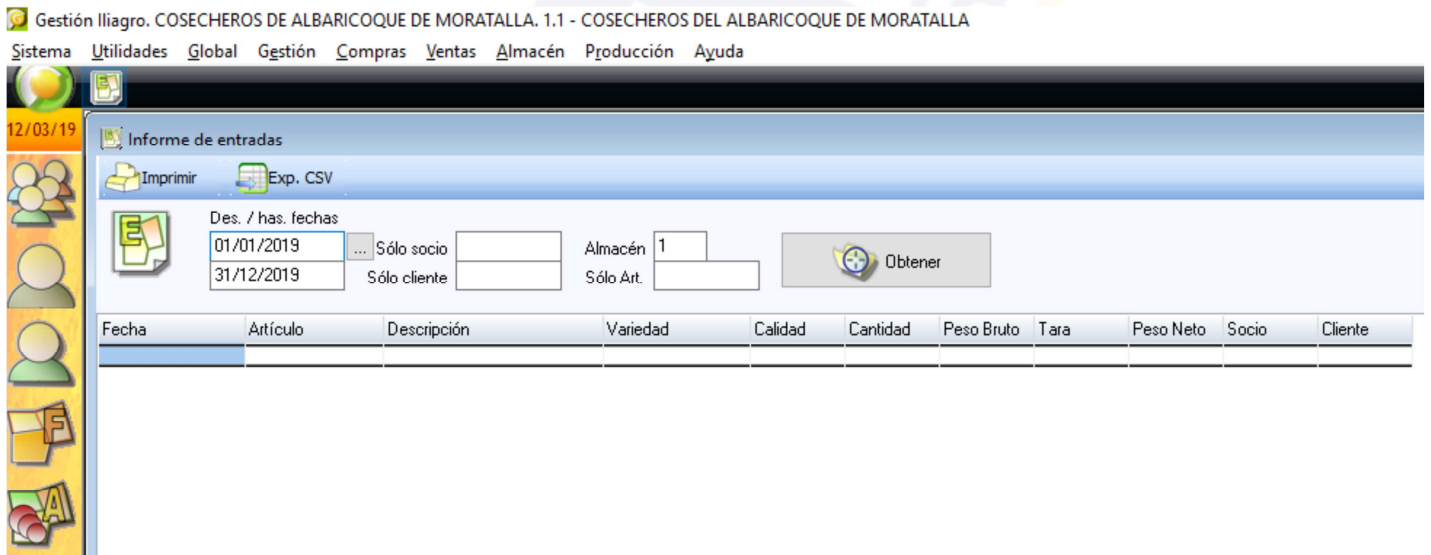 Gestión Iliagro. COSECHEROS DE ALBARICOQUE DE MORATALLA. 1.1 - COSECHEROS DEL ALBARICOQUE DE MORATALLA
Sistema Utilidades Global Gestión Compras Ventas Almacén Producción Ayuda
E
12/03/19
Informe de entradas
Imprimir Exp. CSV
Des. / has. fechas
E
01/01/2019 ... Sólo socio Almacén 1
Obtener
31/12/2019 Sólo cliente Sólo Art.
Fecha Artículo Descripción Variedad Calidad Cantidad Peso Bruto Tara Peso Neto Socio Cliente
F
A